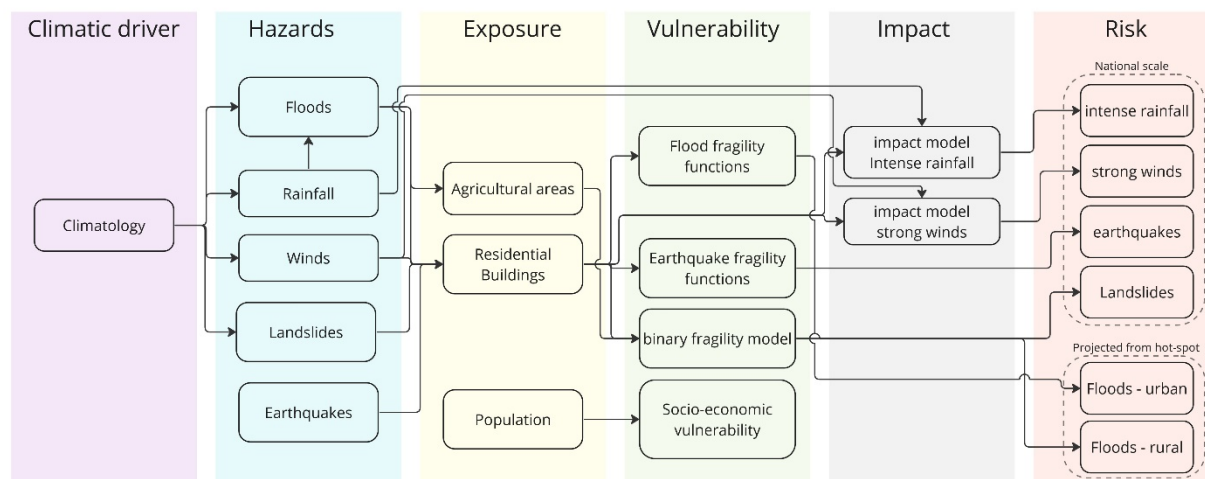 Climatic driver
Hazards
Exposure
Vulnerability
Impact
Risk
Climatology
Floods
Rainfall
Winds
Landslides
Earthquakes
Agricultural areas
Residential
Buildings
Population
Flood fragility
functions
Earthquake fragility
functions
binary fragility model
Socio-economic
vulnerability
impact model
Intense rainfall
impact model
strong winds
National scale
intense rainfall
strong winds
earthquakes
Landslides
Projected from hot-spot
Floods - urban
Floods - rural